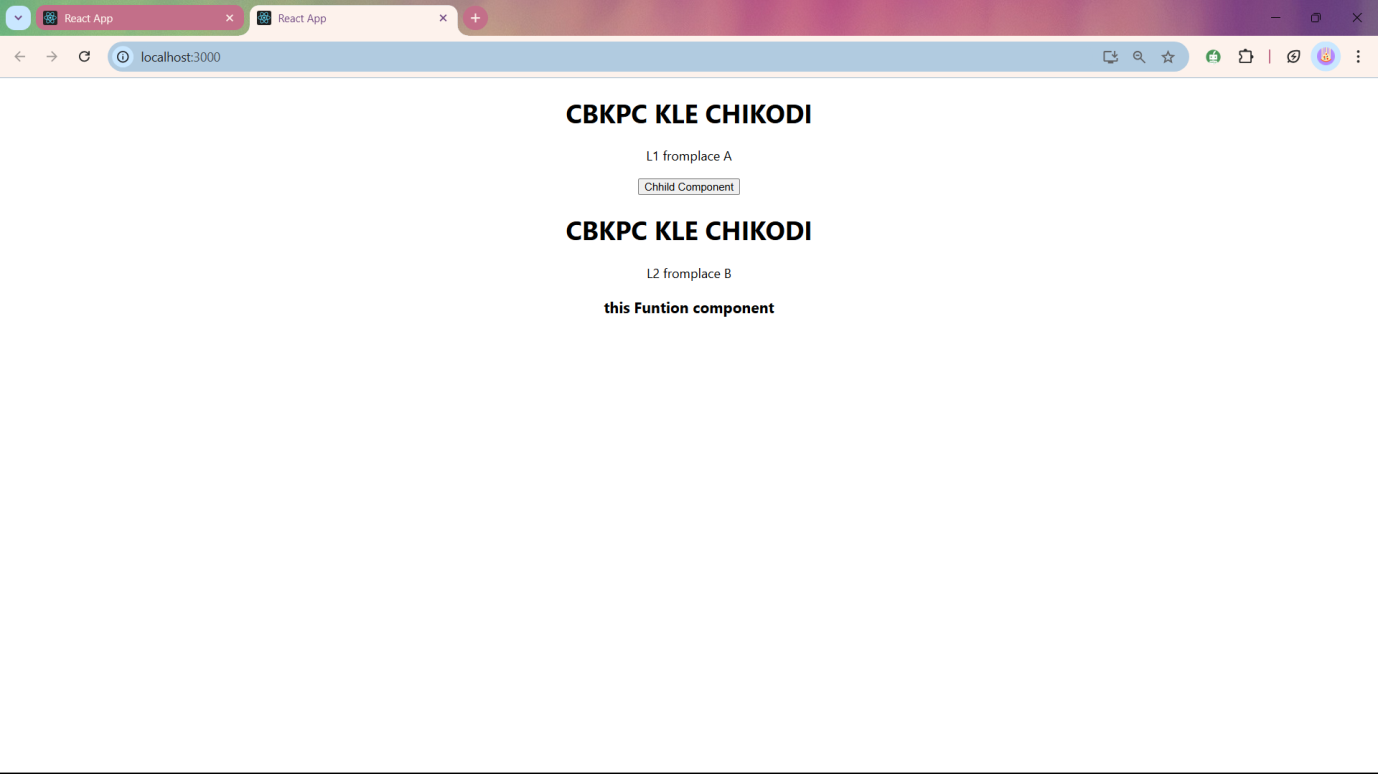 React App
React App
localhost:3000
CBKPC KLE CHIKODI
L1 fromplace A
Chhild Component
CBKPC KLE CHIKODI
L2 fromplace B
this Funtion component